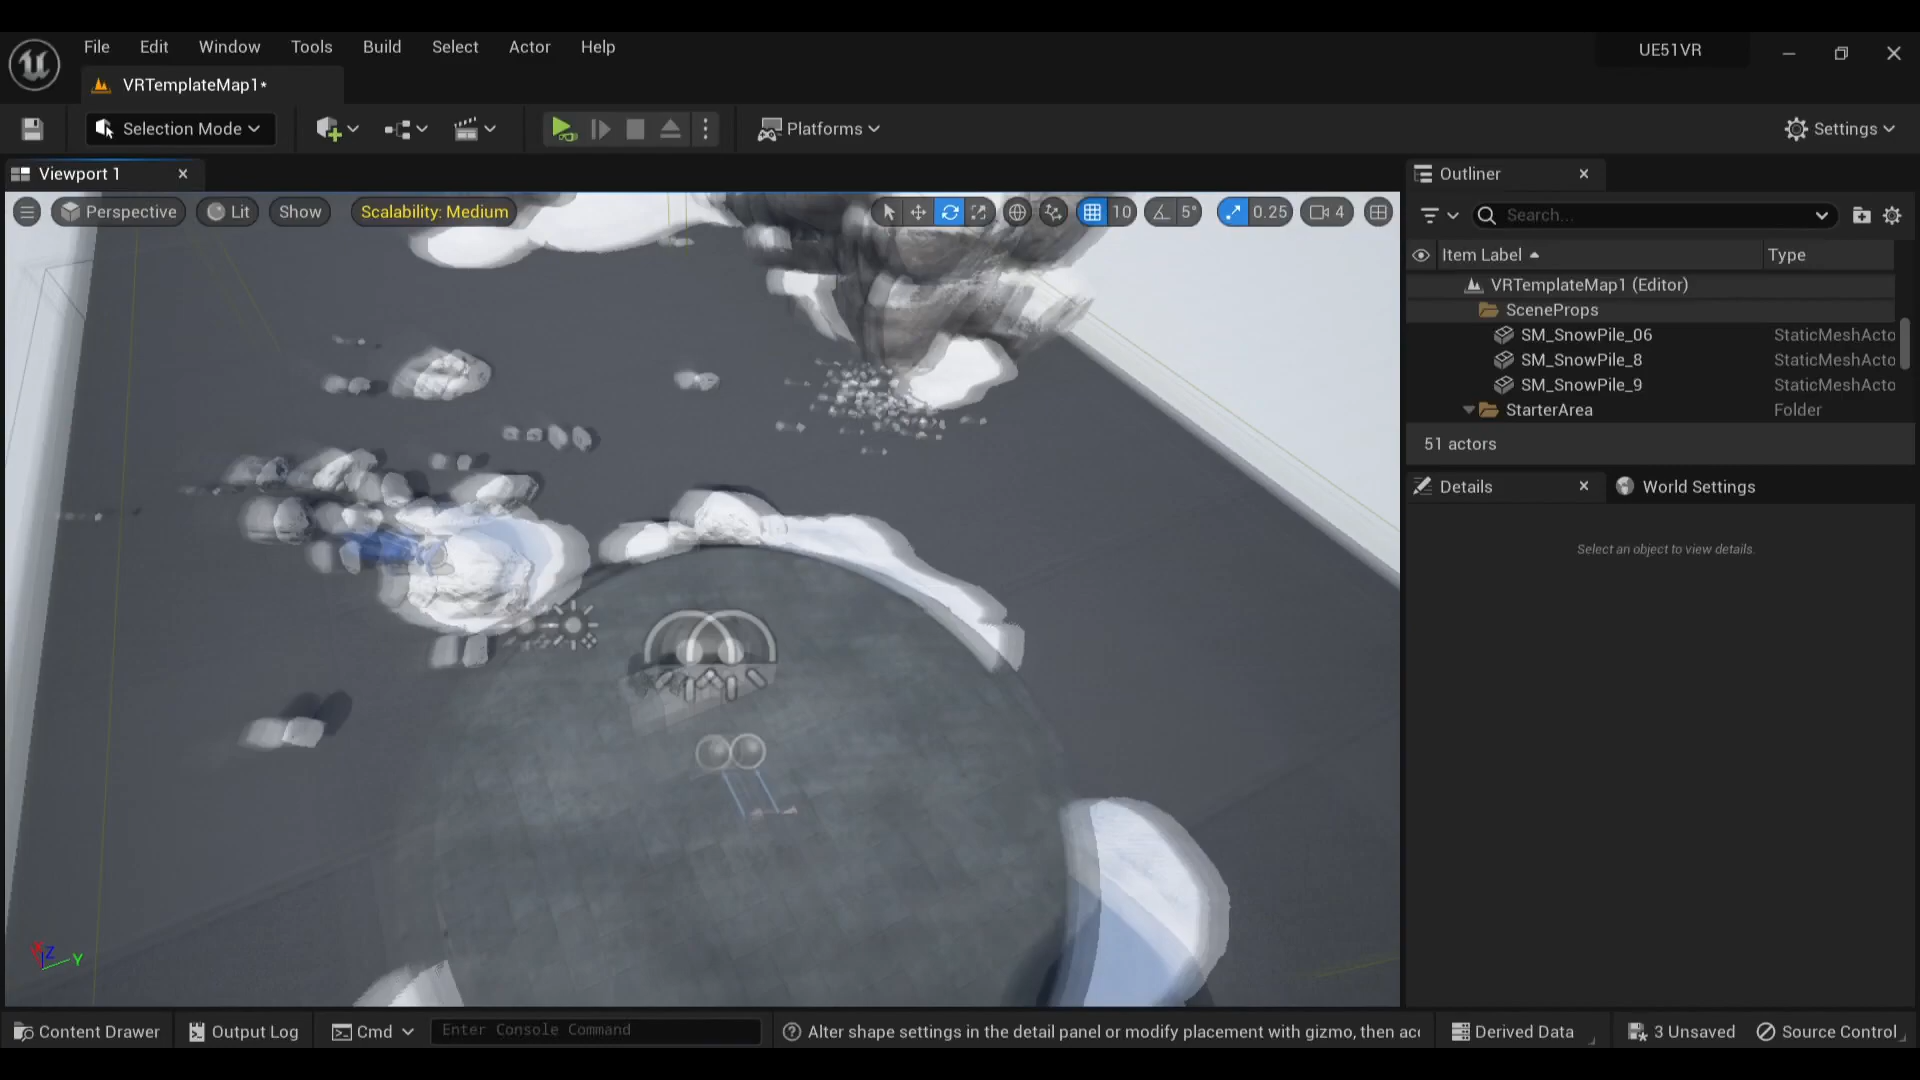 File Edit Window Tools Build Select Actor Help
UE51VR
VRTemplateMap1*
Selection Mode
Platforms
Settings
Viewport 1
Perspective Lit Show Scalability: Medium
10 5° 0.25 4
Outliner
Search...
Item Label Type
VRTemplateMap1 (Editor)
SceneProps
SM_SnowPile_06 StaticMeshActo
SM_SnowPile_8 StaticMeshActo
SM_SnowPile_9 StaticMeshActo
StarterArea Folder
51 actors
Details World Settings
Select an object to view details.
X Z Y
Content Drawer Output Log Cmd Enter Console Command Alter shape settings in the detail panel or modify placement with gizmo, then acc Derived Data 3 Unsaved Source Control